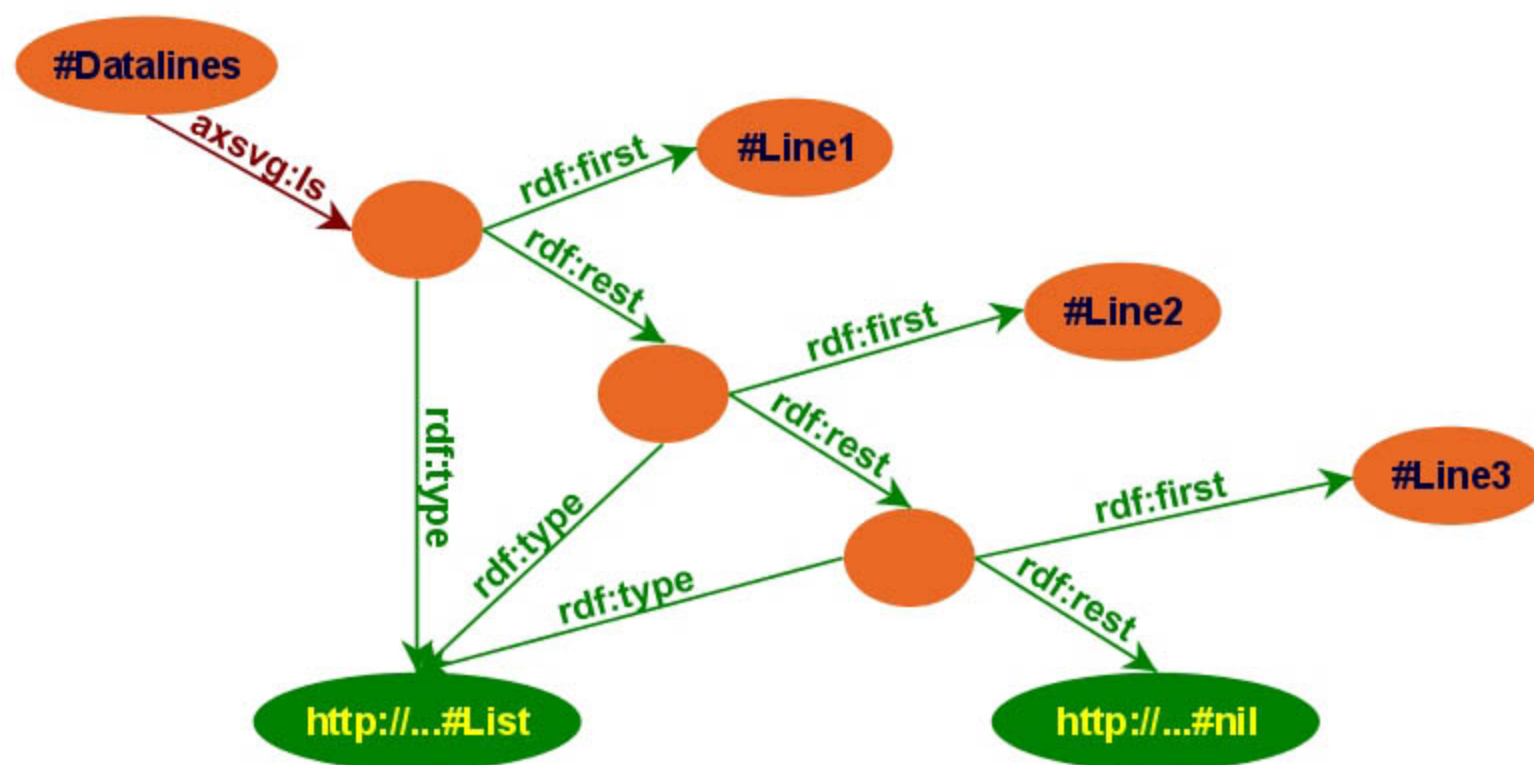 #Datalines
axsvg:ls
rdf:first
#Line1
rdf:rest
rdf:first
#Line2
rdf:type
rdf:rest
rdf:first
#Line3
rdf:type
rdf:type
rdf:rest
http://...#List
http://...#nil